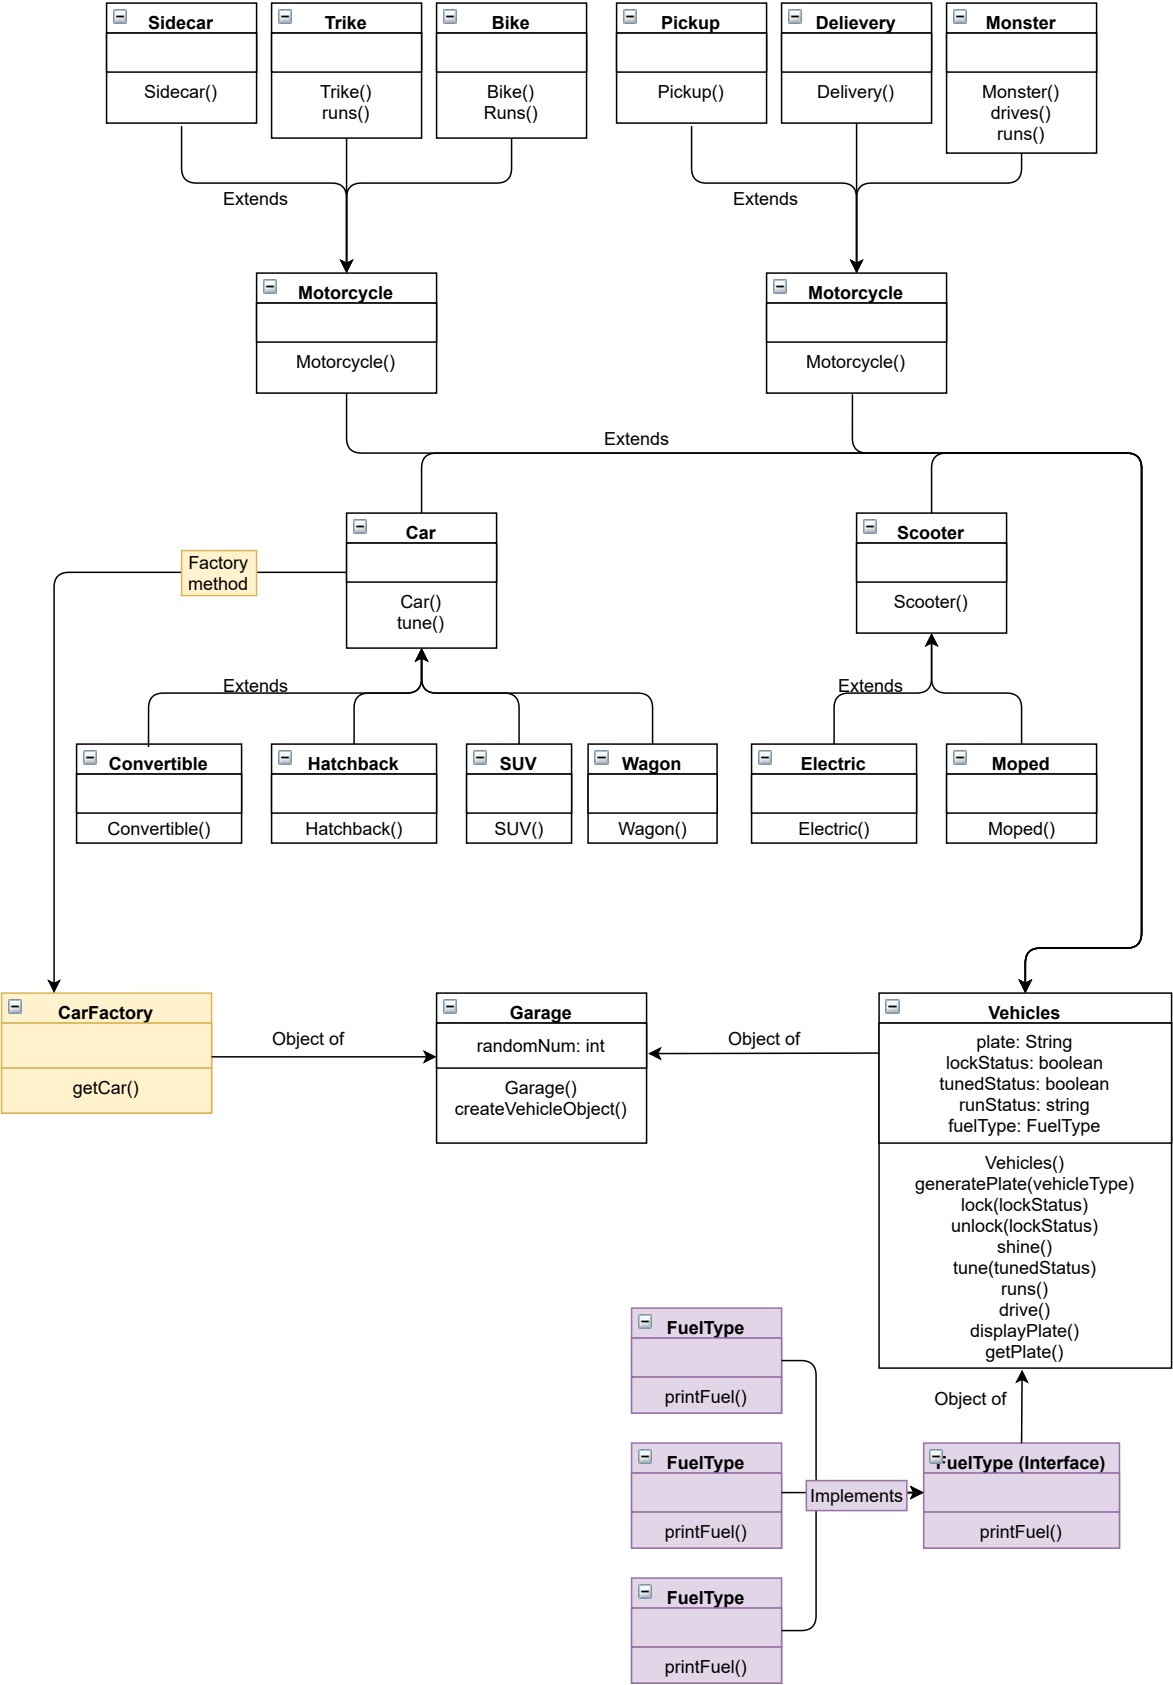 Sidecar
Sidecar()
Trike
Trike()
runs()
Bike
Bike()
Runs()
Pickup
Pickup()
Delievery
Delivery()
Monster
Monster()
drives()
runs()
Extends
Extends
Motorcycle
Motorcycle()
Motorcycle
Motorcycle()
Extends
Factory
method
Car
Car()
tune()
Scooter
Scooter()
Extends
Extends
Convertible
Convertible()
Hatchback
Hatchback()
SUV
SUV()
Wagon
Wagon()
Electric
Electric()
Moped
Moped()
CarFactory
getCar()
Object of
Garage
randomNum: int
Garage()
createVehicleObject()
Object of
Vehicles
plate: String
lockStatus: boolean
tunedStatus: boolean
runStatus: string
fuelType: FuelType
Vehicles()
generatePlate(vehicleType)
lock(lockStatus)
unlock(lockStatus)
shine()
tune(tunedStatus)
runs()
drive()
displayPlate()
getPlate()
Object of
FuelType
printFuel()
FuelType
printFuel()
Implements
FuelType (Interface)
printFuel()
FuelType
printFuel()